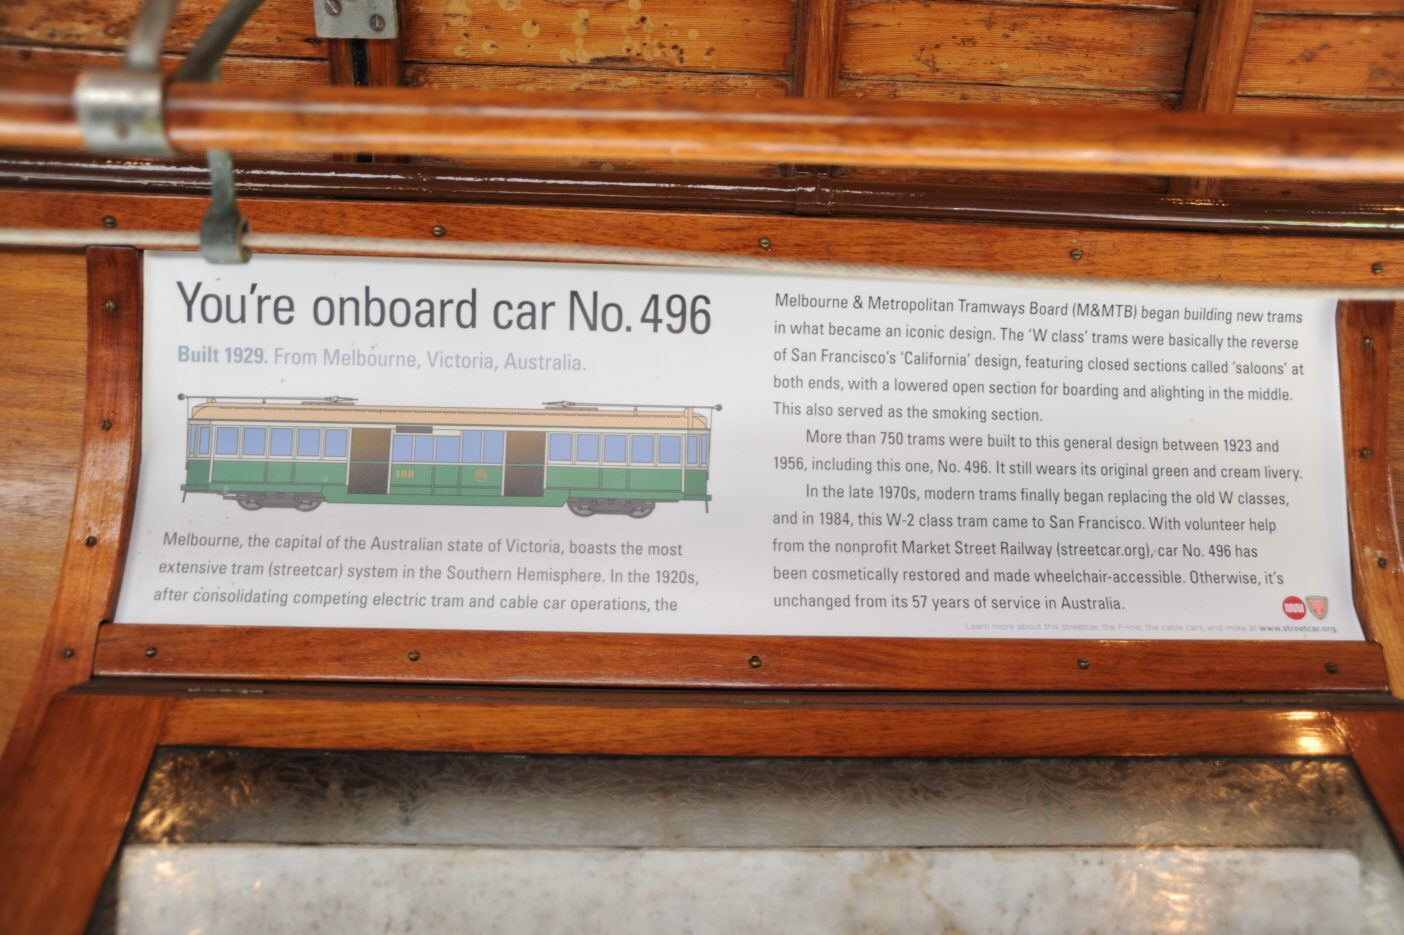 You're onboard car No. 496
Built 1929. From Melbourne, Victoria, Australia.
496
Melbourne, the capital of the Australian state of Victoria, boasts the most
extensive tram (streetcar) system in the Southern Hemisphere. In the 1920s,
after consolidating competing electric tram and cable car operations, the
Melbourne & Metropolitan Tramways Board (M&MTB) began building new trams
in what became an iconic design. The 'W class' trams were basically the reverse
of San Francisco's 'California' design, featuring closed sections called 'saloons' at
both ends, with a lowered open section for boarding and alighting in the middle.
This also served as the smoking section.
More than 750 trams were built to this general design between 1923 and
1956, including this one, No. 496. It still wears its original green and cream livery.
In the late 1970s, modern trams finally began replacing the old W classes,
and in 1984, this W-2 class tram came to San Francisco. With volunteer help
from the nonprofit Market Street Railway (streetcar.org), car No. 496 has
been cosmetically restored and made wheelchair-accessible. Otherwise, it's
unchanged from its 57 years of service in Australia.
Learn more about this streetcar, the F-line, the cable cars, and more at www.streetcar.org